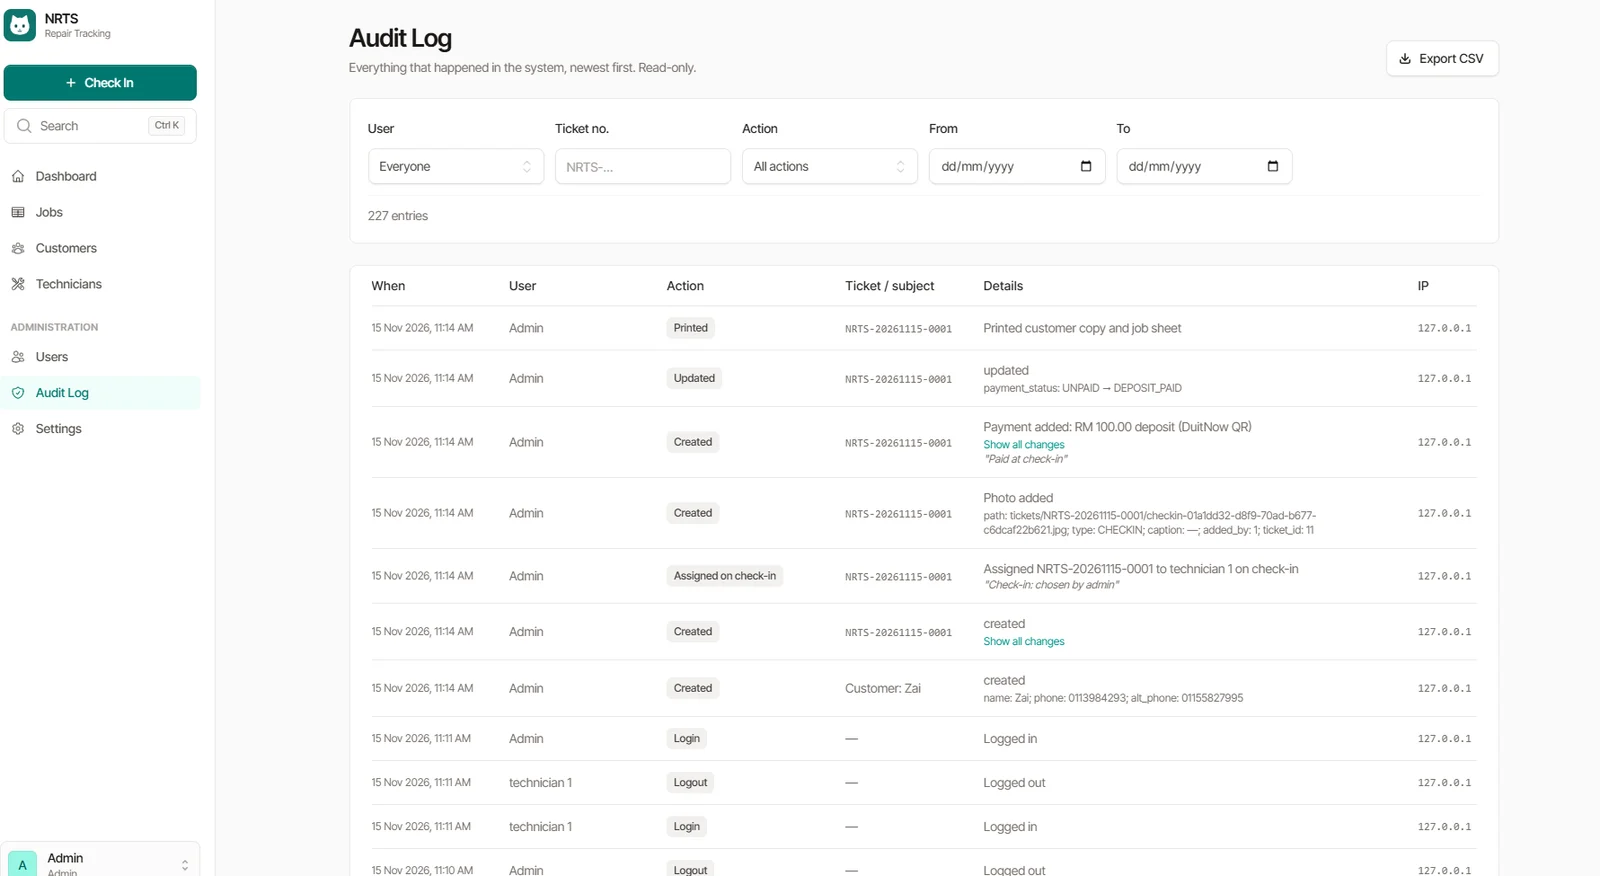 NRTS
Repair Tracking
+ Check In
Search Ctrl K
Dashboard
Jobs
Customers
Technicians
ADMINISTRATION
Users
Audit Log
Settings
A Admin
Admin
Audit Log
Everything that happened in the system, newest first. Read-only.
Export CSV
User Ticket no. Action From To
Everyone NRTS-... All actions dd/mm/yyyy dd/mm/yyyy
227 entries
When User Action Ticket / subject Details IP
15 Nov 2026, 11:14 AM Admin Printed NRTS-20261115-0001 Printed customer copy and job sheet 127.0.0.1
15 Nov 2026, 11:14 AM Admin Updated NRTS-20261115-0001 updated 127.0.0.1
payment_status: UNPAID → DEPOSIT_PAID
15 Nov 2026, 11:14 AM Admin Created NRTS-20261115-0001 Payment added: RM 100.00 deposit (DuitNow QR) 127.0.0.1
Show all changes
"Paid at check-in"
15 Nov 2026, 11:14 AM Admin Created NRTS-20261115-0001 Photo added 127.0.0.1
path: tickets/NRTS-20261115-0001/checkin-01a1dd32-d8f9-70ad-b677-
c6dcaf22b621.jpg; type: CHECKIN; caption: —; added_by: 1; ticket_id: 11
15 Nov 2026, 11:14 AM Admin Assigned on check-in NRTS-20261115-0001 Assigned NRTS-20261115-0001 to technician 1 on check-in 127.0.0.1
"Check-in: chosen by admin"
15 Nov 2026, 11:14 AM Admin Created NRTS-20261115-0001 created 127.0.0.1
Show all changes
15 Nov 2026, 11:14 AM Admin Created Customer: Zai created 127.0.0.1
name: Zai; phone: 0113984293; alt_phone: 01155827995
15 Nov 2026, 11:11 AM Admin Login — Logged in 127.0.0.1
15 Nov 2026, 11:11 AM technician 1 Logout — Logged out 127.0.0.1
15 Nov 2026, 11:11 AM technician 1 Login — Logged in 127.0.0.1
15 Nov 2026, 11:10 AM Admin Logout — Logged out 127.0.0.1